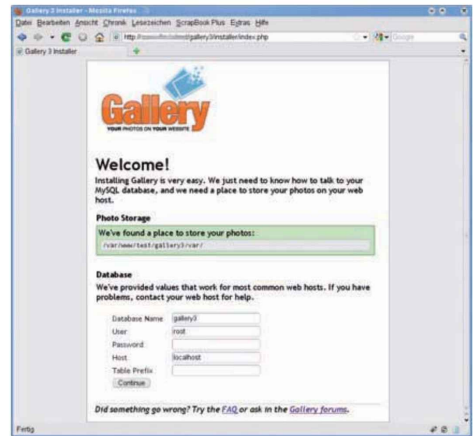 Gallery 3 Installer - Mozilla Firefox
Datei Bearbeiten Ansicht Chronik Lesezeichen ScrapBook Plus Extras Hilfe
gallery3/installer/index.php
Google
Gallery 3 Installer
Gallery
YOUR PHOTOS ON YOUR WEBSITE
Welcome!
Installing Gallery is very easy. We just need to know how to talk to your
MySQL database, and we need a place to store your photos on your web
host.
Photo Storage
We've found a place to store your photos:
/var/www/test/gallery3/var/
Database
We've provided values that work for most common web hosts. If you have
problems, contact your web host for help.
Database Name gallery3
User root
Password
Host localhost
Table Prefix
Continue
Did something go wrong? Try the FAQ or ask in the Gallery forums.
Fertig